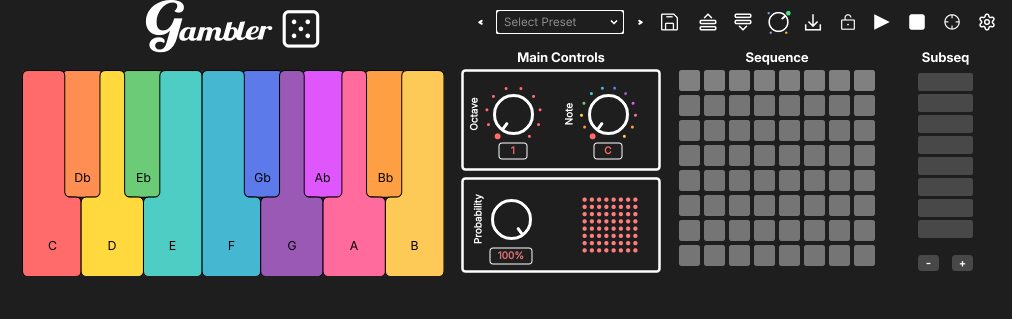 Gambler
Select Preset
Main Controls
Sequence
Subseq
Octave
1
Note
C
Probability
100%
Db
Eb
Gb
Ab
Bb
C
D
E
F
G
A
B
-
+